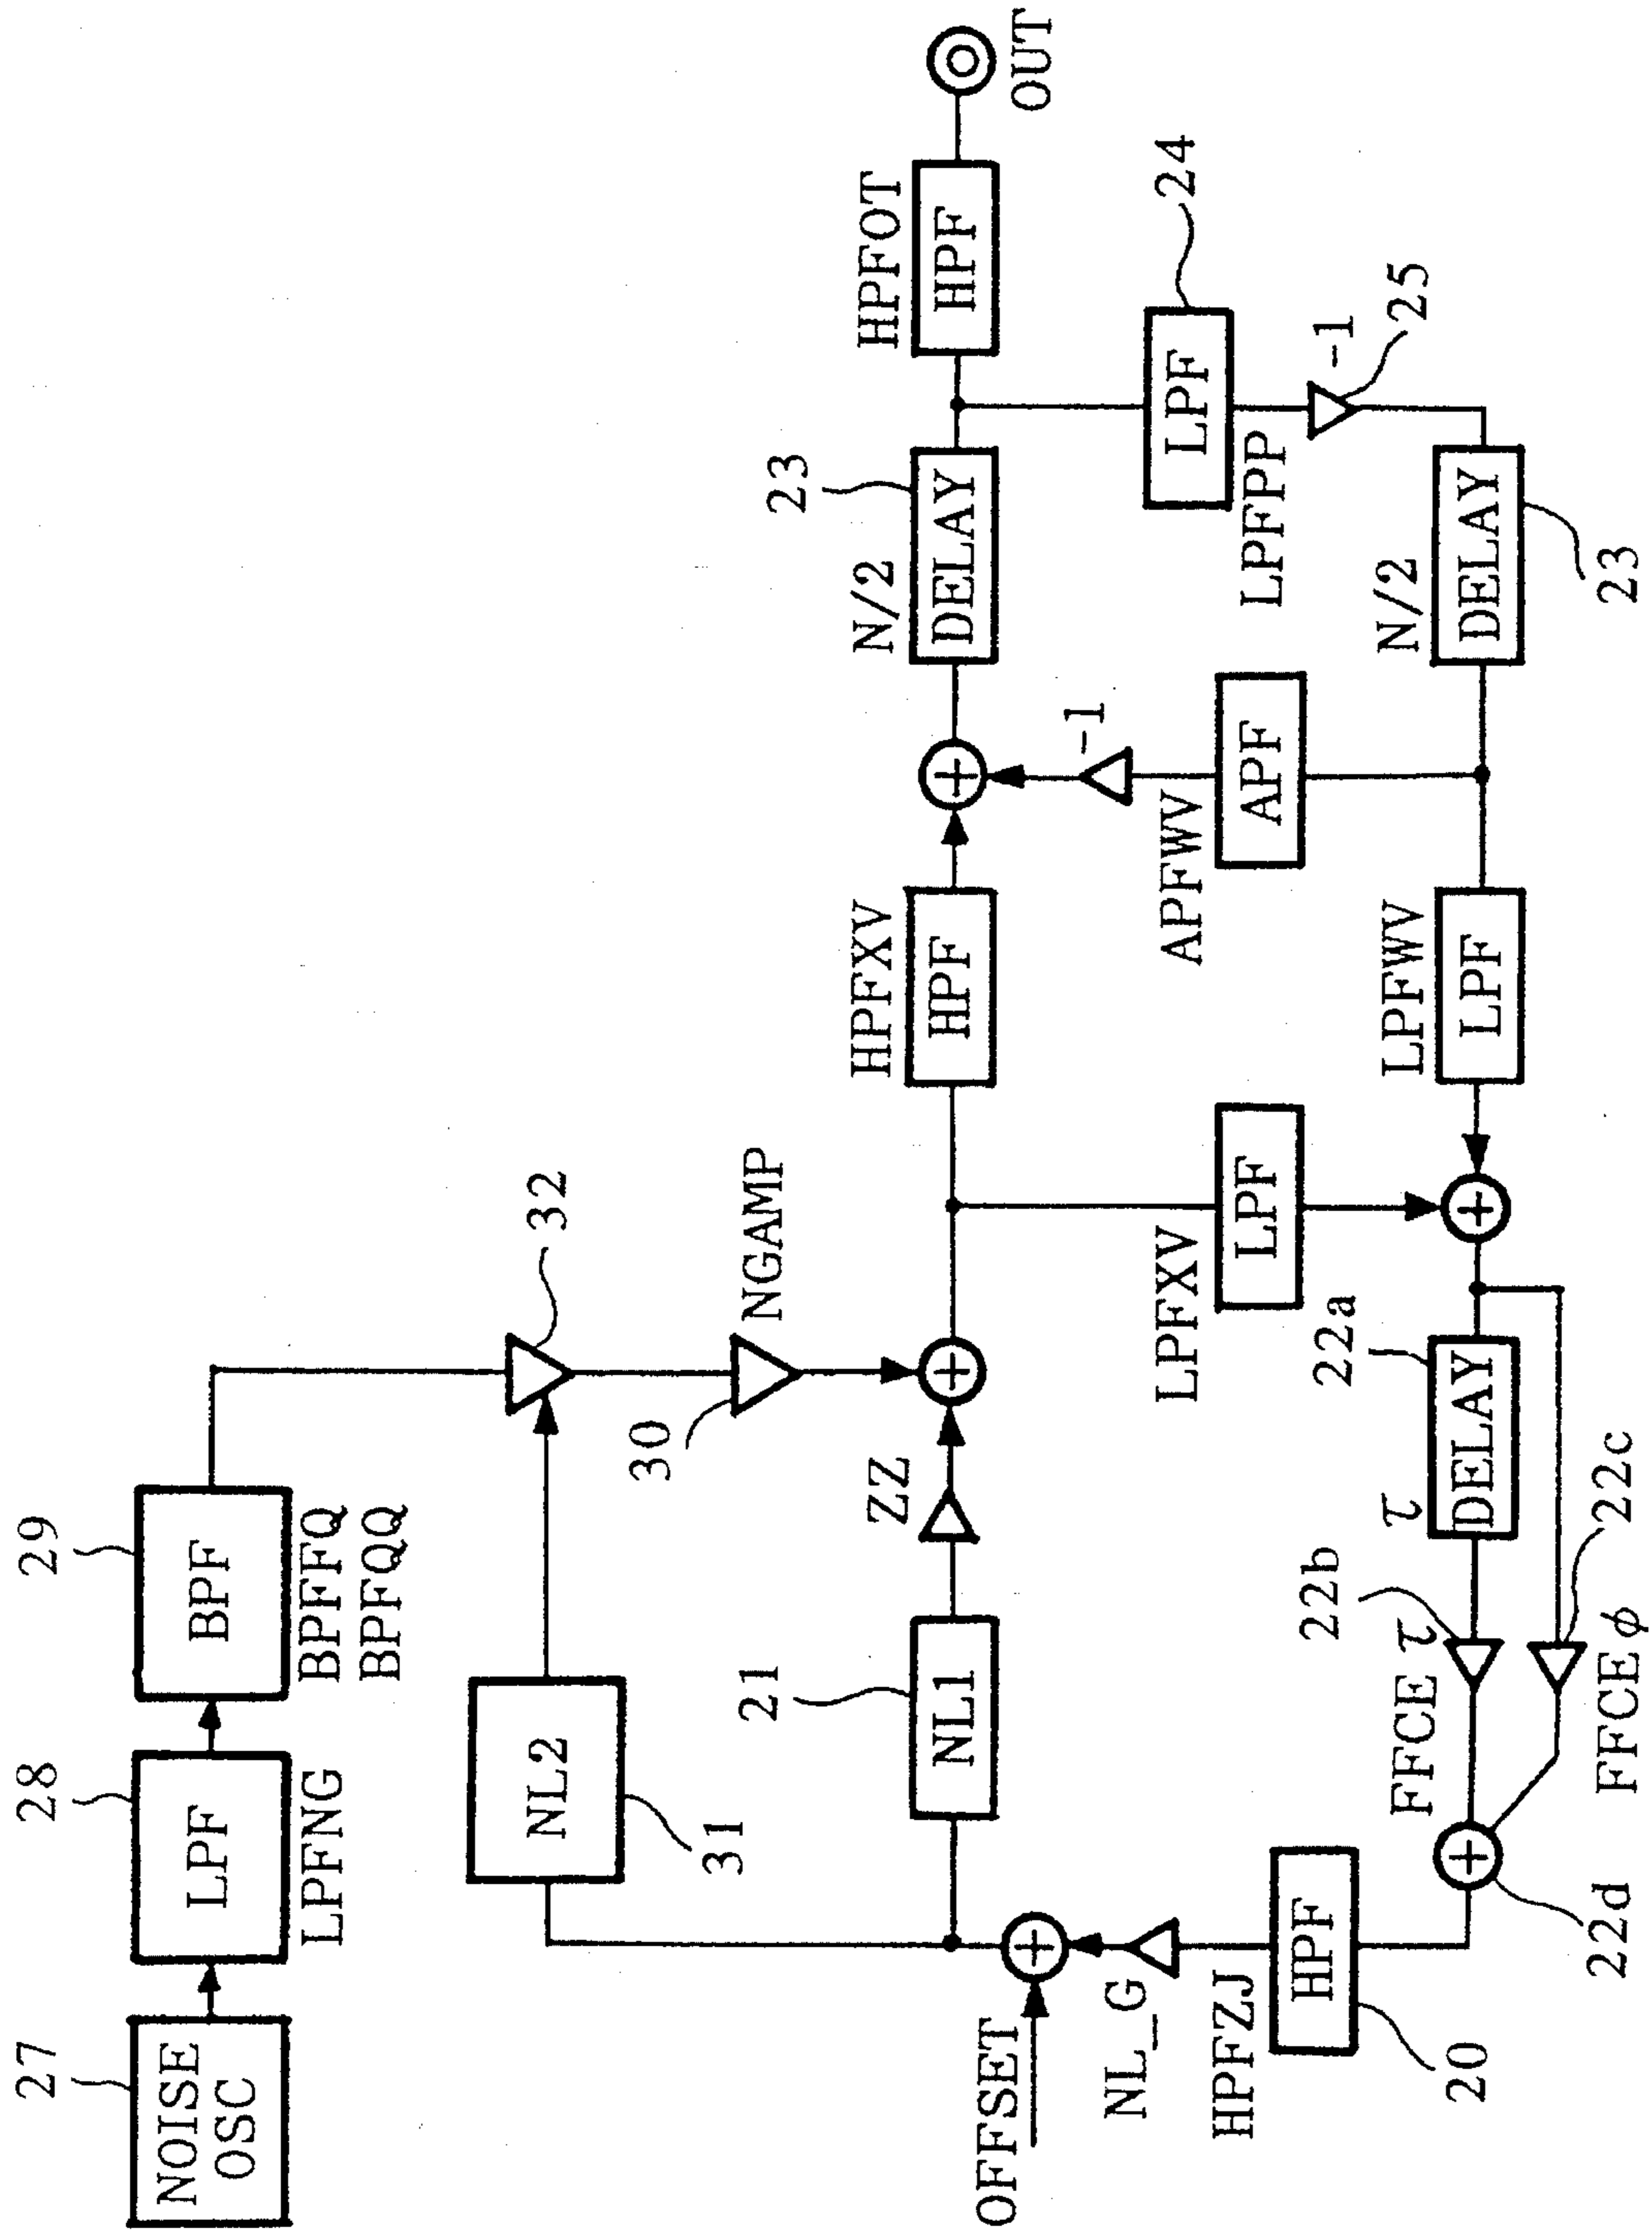 27
NOISE
OSC
28
LPF
LPFNG
29
BPF
BPFFQ
BPFQQ
NL2
31
32
30
NGAMP
21
NL1
ZZ
HPFXV
HPF
N/2
DELAY
23
HPFOT
HPF
OUT
OFFSET
NL_G
HPFZJ
HPF
20
LPFXV
LPF
APFWV
APF
-1
LPFPP
LPF
24
-1
25
22d
FFCE τ
22b
FFCE ϕ
22c
τ
DELAY
22a
LPFWV
LPF
N/2
DELAY
23